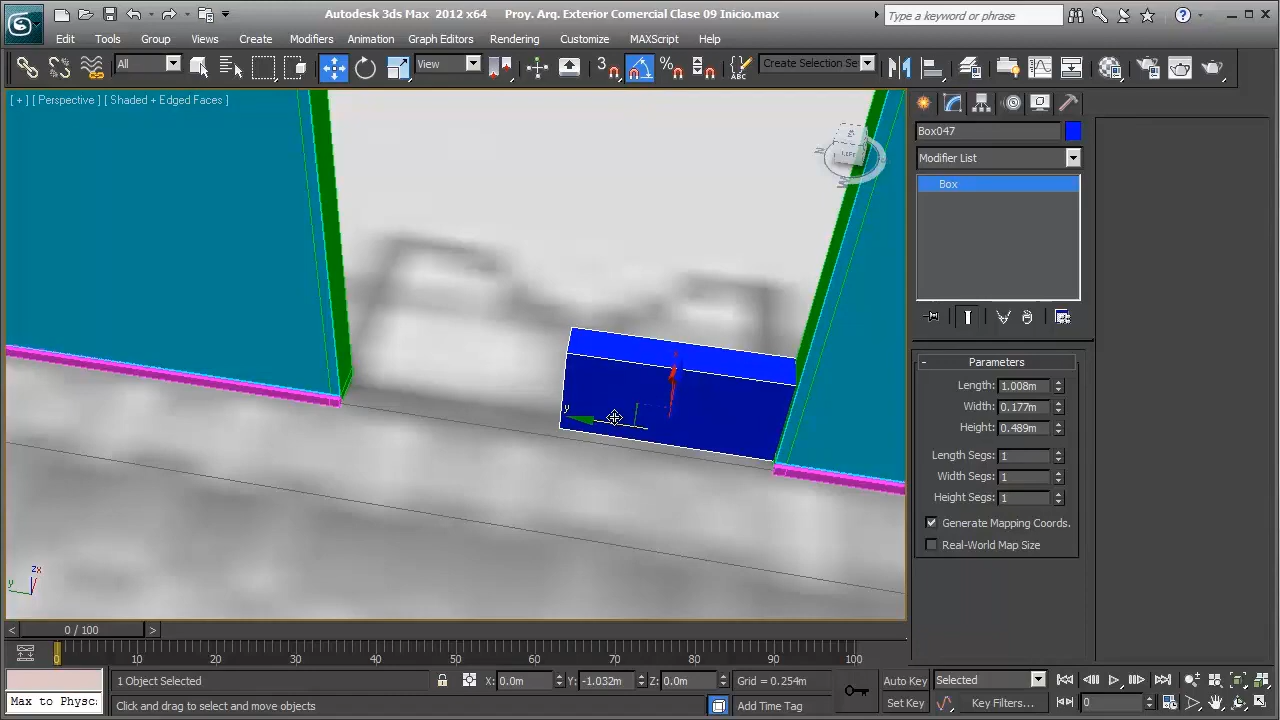 Autodesk 3ds Max 2012 x64 Proy. Arq. Exterior Comercial Clase 09 Inicio.max
Type a keyword or phrase
Edit Tools Group Views Create Modifiers Animation Graph Editors Rendering Customize MAXScript Help
All View 3 Create Selection Se
[ + ] [ Perspective ] [ Shaded + Edged Faces ]
Box047
LEFT
Modifier List
Box
- Parameters
Length: 1.008m
Width: 0.177m
Height: 0.489m
Length Segs: 1
Width Segs: 1
Height Segs: 1
Generate Mapping Coords.
Real-World Map Size
y
z x
y
< 0 / 100 >
0 10 20 30 40 50 60 70 80 90 100
1 Object Selected X: 0.0m Y: -1.032m Z: 0.0m Grid = 0.254m Auto Key Selected
Max to Physc: Click and drag to select and move objects Add Time Tag Set Key Key Filters... 0